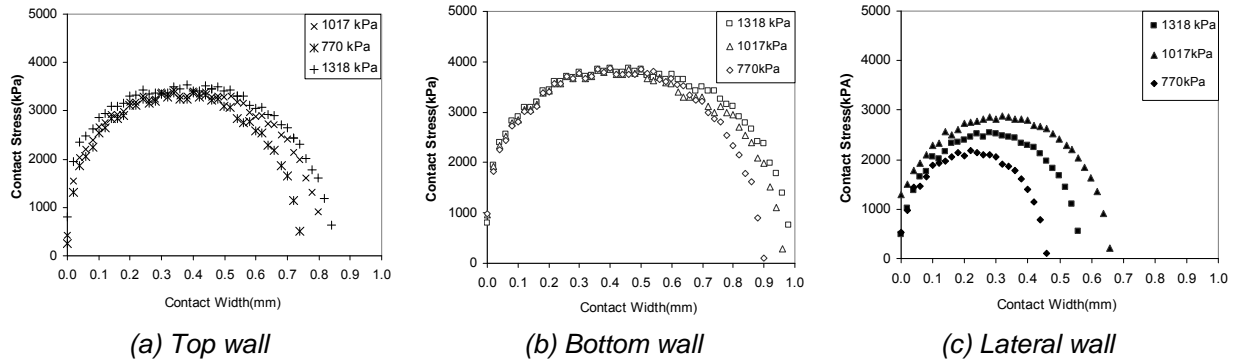 5000
4000
3000
2000
1000
0
Contact Stress(kPa)
0.0 0.1 0.2 0.3 0.4 0.5 0.6 0.7 0.8 0.9 1.0
Contact Width(mm)
1017 kPa
770 kPa
1318 kPa
(a) Top wall
5000
4000
3000
2000
1000
0
Contact Stress(kPa)
0.0 0.1 0.2 0.3 0.4 0.5 0.6 0.7 0.8 0.9 1.0
Contact Width(mm)
1318 kPa
1017kPa
770kPa
(b) Bottom wall
5000
4000
3000
2000
1000
0
Contact Stress(kPA)
0.0 0.1 0.2 0.3 0.4 0.5 0.6 0.7 0.8 0.9 1.0
Contact Width(mm)
1318 kPa
1017kPa
770kPa
(c) Lateral wall